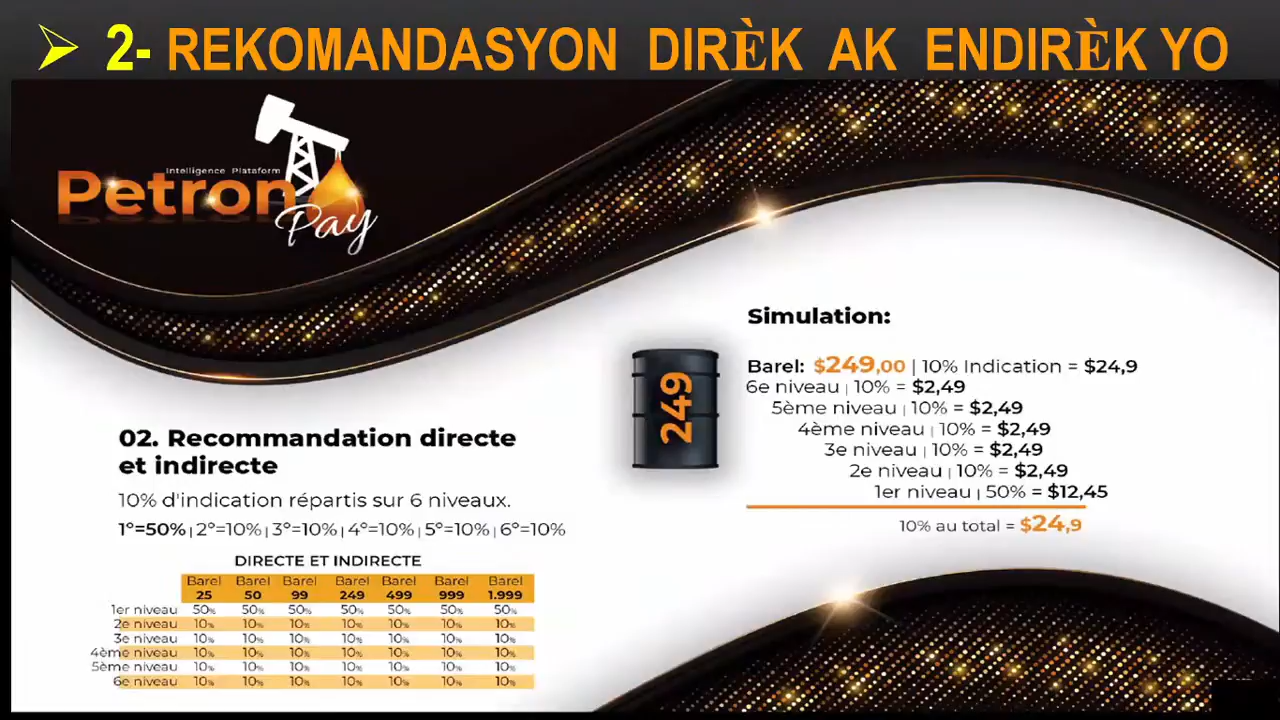 2- REKOMANDASYON DIRÈK AK ENDIRÈK YO
Intelligence Plataform
Petron
Pay
02. Recommandation directe
et indirecte
10% d'indication répartis sur 6 niveaux.
1º=50% | 2º=10% | 3º=10% | 4º=10% | 5º=10% | 6º=10%
DIRECTE ET INDIRECTE
Barel Barel Barel Barel Barel Barel Barel
25 50 99 249 499 999 1.999
1er niveau 50% 50% 50% 50% 50% 50% 50%
2e niveau 10% 10% 10% 10% 10% 10% 10%
3e niveau 10% 10% 10% 10% 10% 10% 10%
4ème niveau 10% 10% 10% 10% 10% 10% 10%
5ème niveau 10% 10% 10% 10% 10% 10% 10%
6e niveau 10% 10% 10% 10% 10% 10% 10%
249
Simulation:
Barel: $249,00 | 10% Indication = $24,9
6e niveau | 10% = $2,49
5ème niveau | 10% = $2,49
4ème niveau | 10% = $2,49
3e niveau | 10% = $2,49
2e niveau | 10% = $2,49
1er niveau | 50% = $12,45
10% au total = $24,9